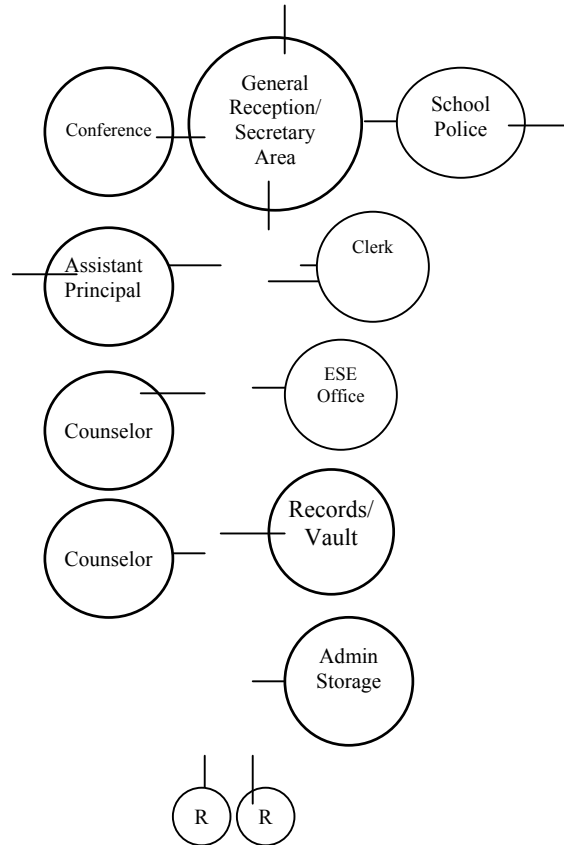 General
Reception/
Secretary
Area
Conference
School
Police
Assistant
Principal
Clerk
ESE
Office
Counselor
Records/
Vault
Counselor
Admin
Storage
R
R